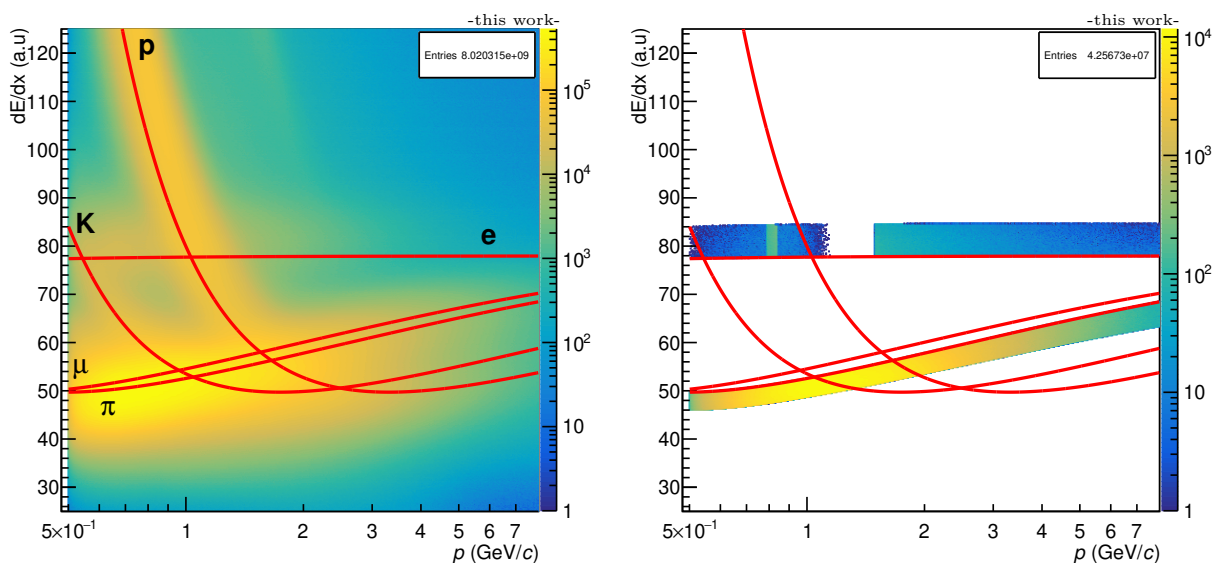 -this work-
dE/dx (a.u)
120
110
100
90
80
70
60
50
40
30
Entries 8.020315e+09
p
K
e
μ
π
10⁵
10⁴
10³
10²
10
1
5×10⁻¹ 1 2 3 4 5 6 7
p (GeV/c)
-this work-
dE/dx (a.u)
120
110
100
90
80
70
60
50
40
30
Entries 4.25673e+07
10⁴
10³
10²
10
1
5×10⁻¹ 1 2 3 4 5 6 7
p (GeV/c)